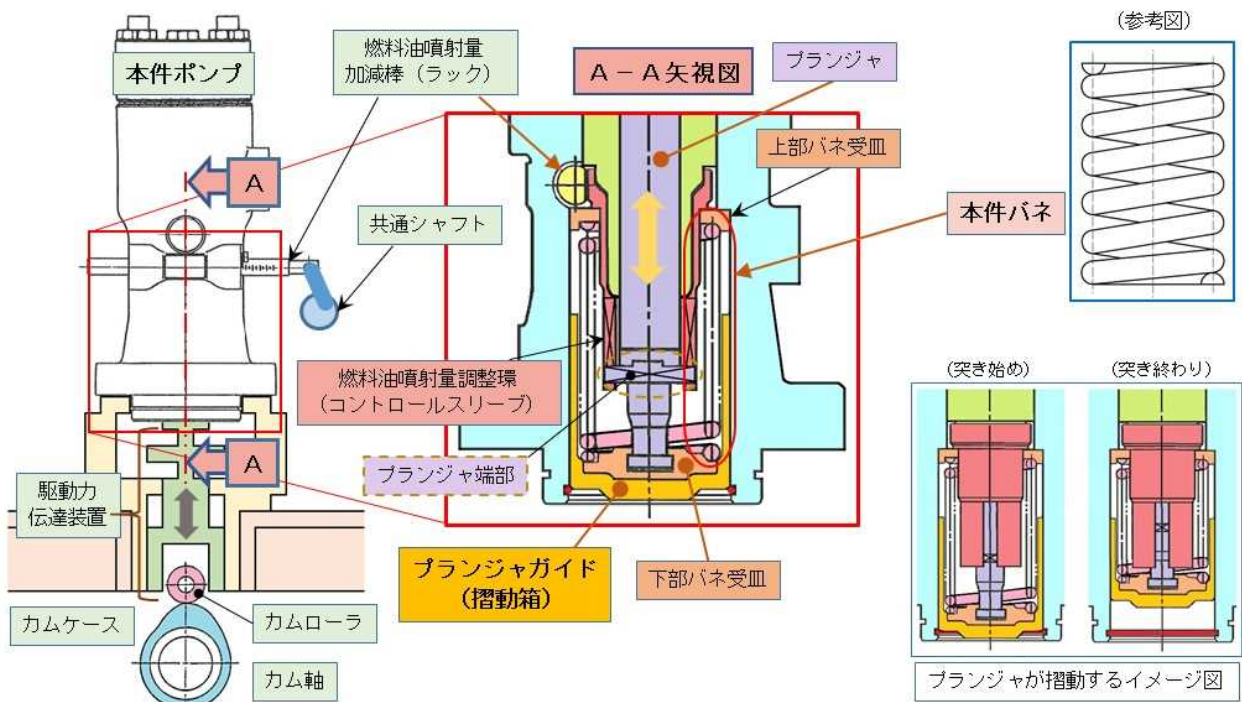 本件ポンプ
燃料油噴射量
加減棒（ラック）
A
共通シャフト
A
駆動力
伝達装置
カムケース
カムローラ
カム軸
A－A矢視図
プランジャ
上部バネ受皿
本件バネ
燃料油噴射量調整環
（コントロールスリーブ）
プランジャ端部
プランジャガイド
（摺動箱）
下部バネ受皿
（参考図）
（突き始め）
（突き終わり）
プランジャが摺動するイメージ図